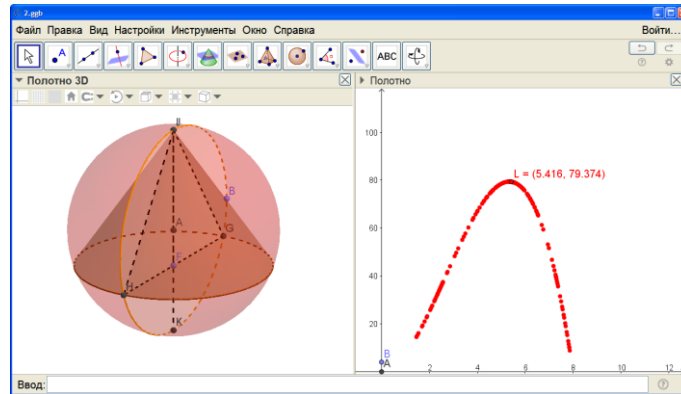 2.ggb
Файл Правка Вид Настройки Инструменты Окно Справка
Войти...
A
ABC
Полотно 3D
Полотно
B
A
G
H
K
L = (5.416, 79.374)
100
80
60
40
20
B
A
2 4 6 8 10 12
Ввод: